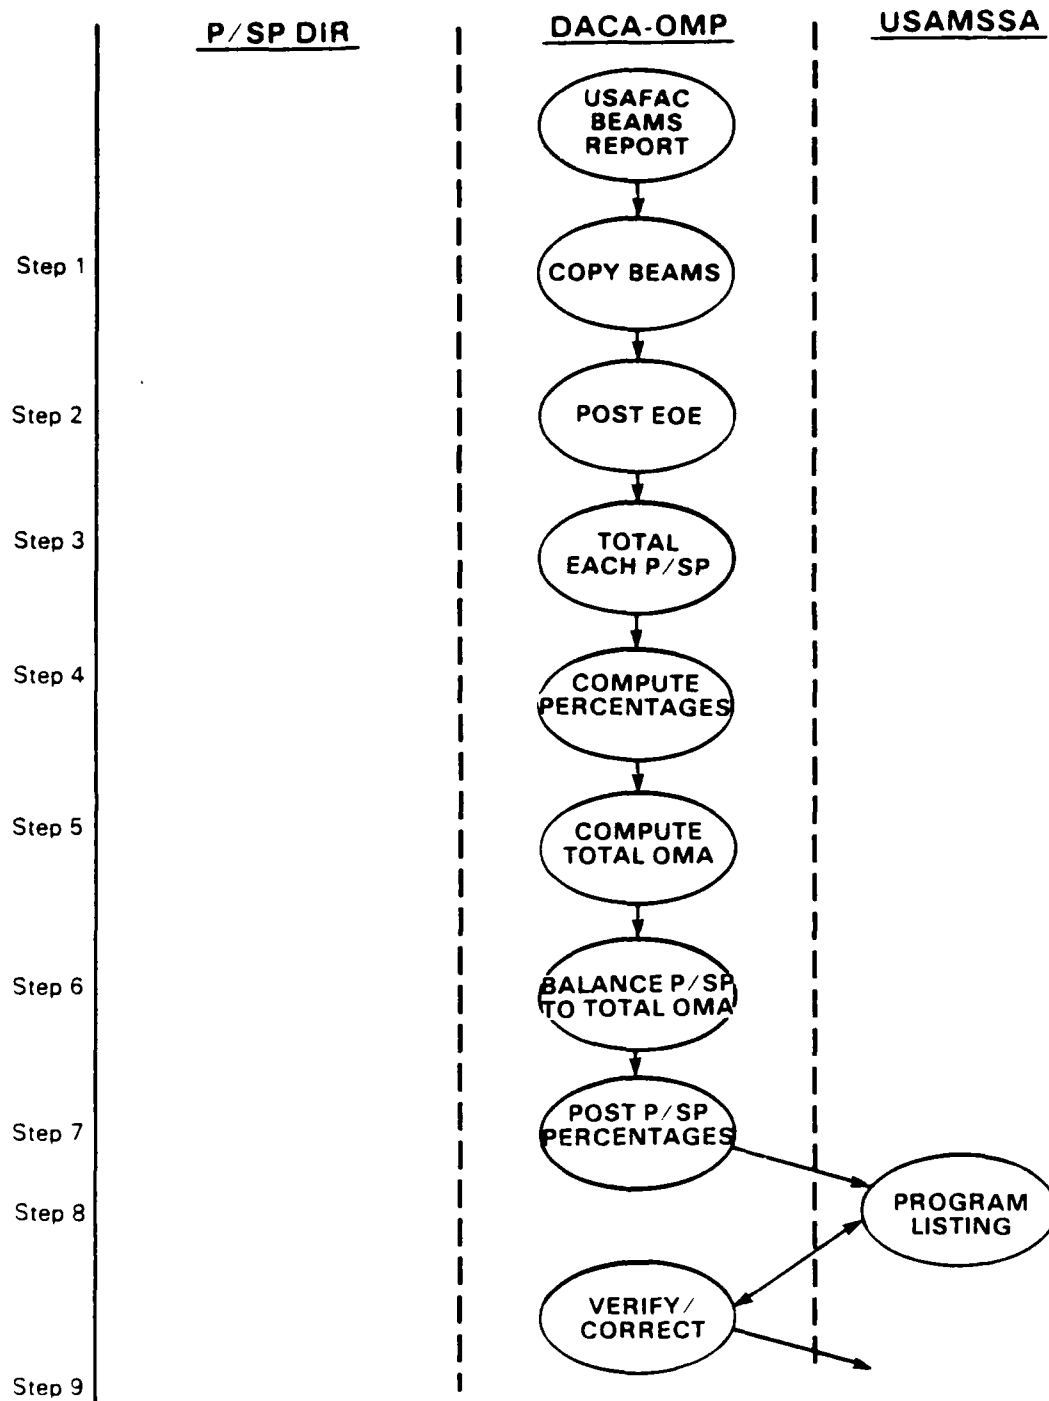 P/SP DIR
DACA-OMP
USAMSSA
USAFAC
BEAMS
REPORT
Step 1
COPY BEAMS
Step 2
POST EOE
Step 3
TOTAL
EACH P/SP
Step 4
COMPUTE
PERCENTAGES
Step 5
COMPUTE
TOTAL OMA
Step 6
BALANCE P/SP
TO TOTAL OMA
Step 7
POST P/SP
PERCENTAGES
Step 8
PROGRAM
LISTING
VERIFY/
CORRECT
Step 9